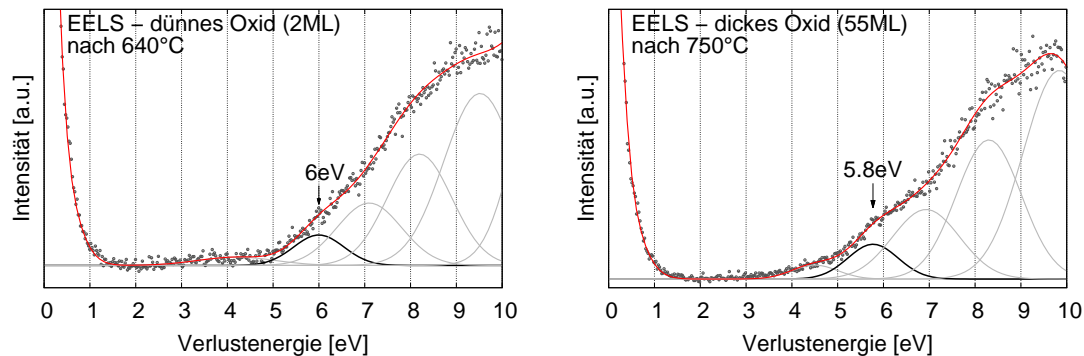 EELS – dünnes Oxid (2ML)
nach 640°C
6eV
Intensität [a.u.]
0 1 2 3 4 5 6 7 8 9 10
Verlustenergie [eV]
EELS – dickes Oxid (55ML)
nach 750°C
5.8eV
Intensität [a.u.]
0 1 2 3 4 5 6 7 8 9 10
Verlustenergie [eV]